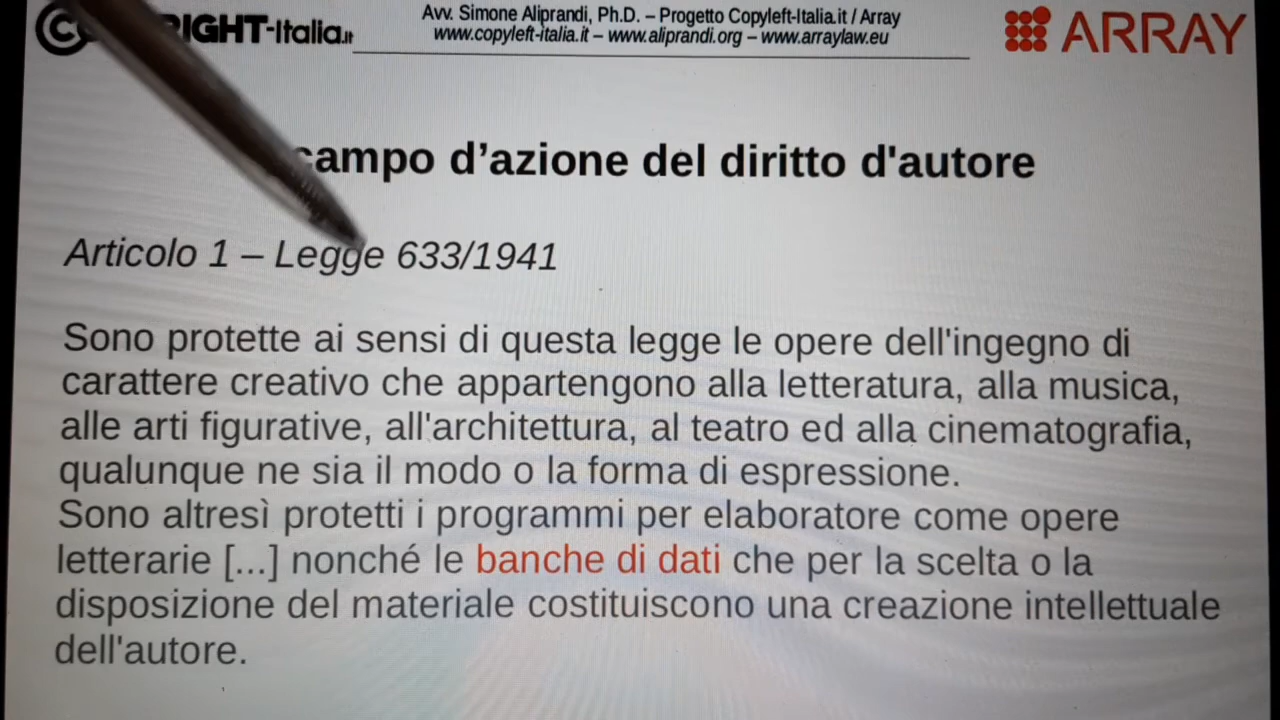 RIGHT-Italia.it
Avv. Simone Aliprandi, Ph.D. – Progetto Copyleft-Italia.it / Array
www.copyleft-italia.it – www.aliprandi.org – www.arraylaw.eu
ARRAY
campo d’azione del diritto d'autore
Articolo 1 – Legge 633/1941
Sono protette ai sensi di questa legge le opere dell'ingegno di
carattere creativo che appartengono alla letteratura, alla musica,
alle arti figurative, all'architettura, al teatro ed alla cinematografia,
qualunque ne sia il modo o la forma di espressione.
Sono altresì protetti i programmi per elaboratore come opere
letterarie [...] nonché le banche di dati che per la scelta o la
disposizione del materiale costituiscono una creazione intellettuale
dell'autore.